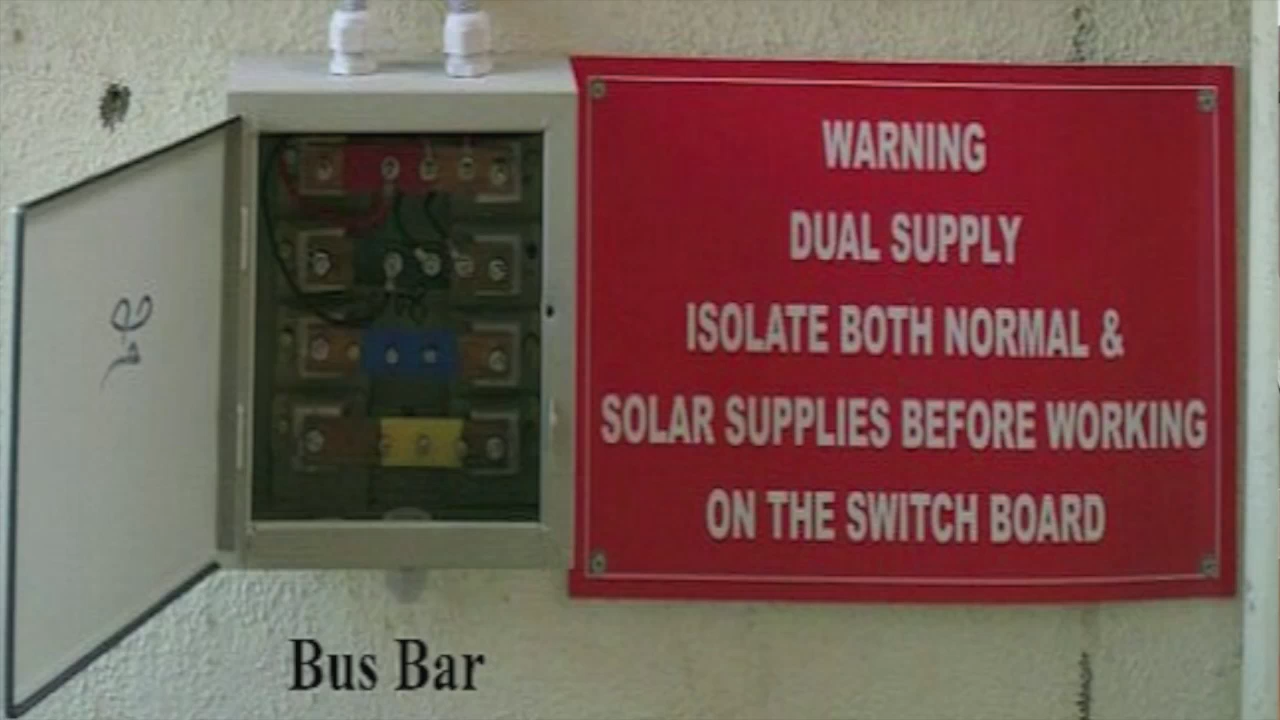 WARNING
DUAL SUPPLY
ISOLATE BOTH NORMAL &
SOLAR SUPPLIES BEFORE WORKING
ON THE SWITCH BOARD
Bus Bar